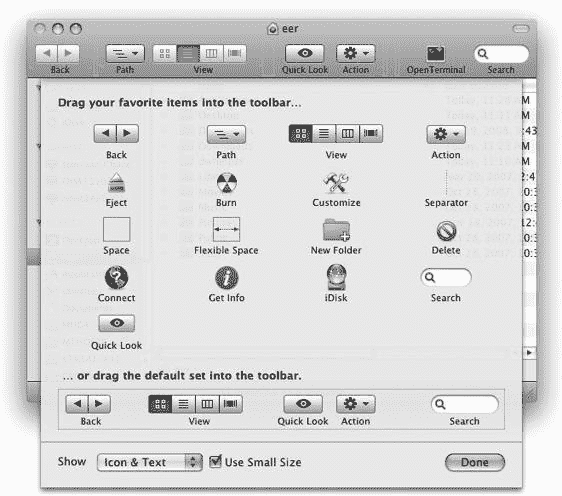 eer
Back Path View Quick Look Action OpenTerminal Search
Drag your favorite items into the toolbar...
Back Path View Action
Eject Burn Customize Separator
Space Flexible Space New Folder Delete
Connect Get Info iDisk Search
Quick Look
... or drag the default set into the toolbar.
Back View Quick Look Action Search
Show Icon & Text Use Small Size Done